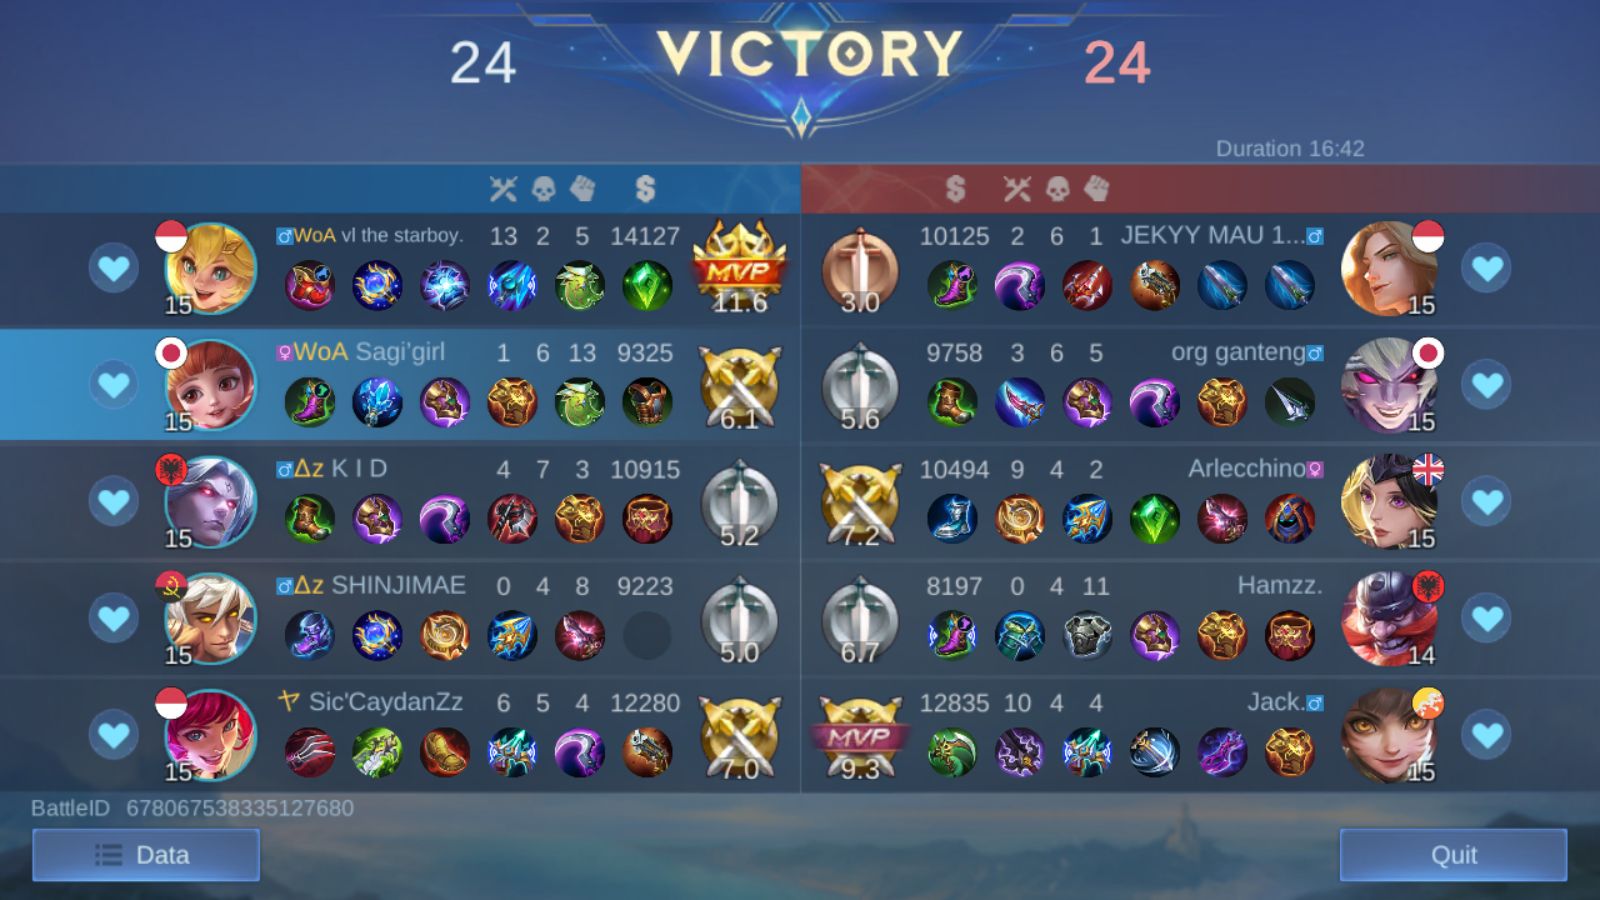 24 VICTORY 24
Duration 16:42
WoA vl the starboy. 13 2 5 14127 MVP 11.6 15
3.0 10125 2 6 1 JEKYY MAU 1... 15
WoA Sagi'girl 1 6 13 9325 6.1 15
5.6 9758 3 6 5 org ganteng 15
Δz K I D 4 7 3 10915 5.2 15
7.2 10494 9 4 2 Arlecchino 15
Δz SHINJIMAE 0 4 8 9223 5.0 15
6.7 8197 0 4 11 Hamzz. 14
ヤ Sic'CaydanZz 6 5 4 12280 7.0 15
MVP 9.3 12835 10 4 4 Jack. 15
BattleID 678067538335127680
Data
Quit